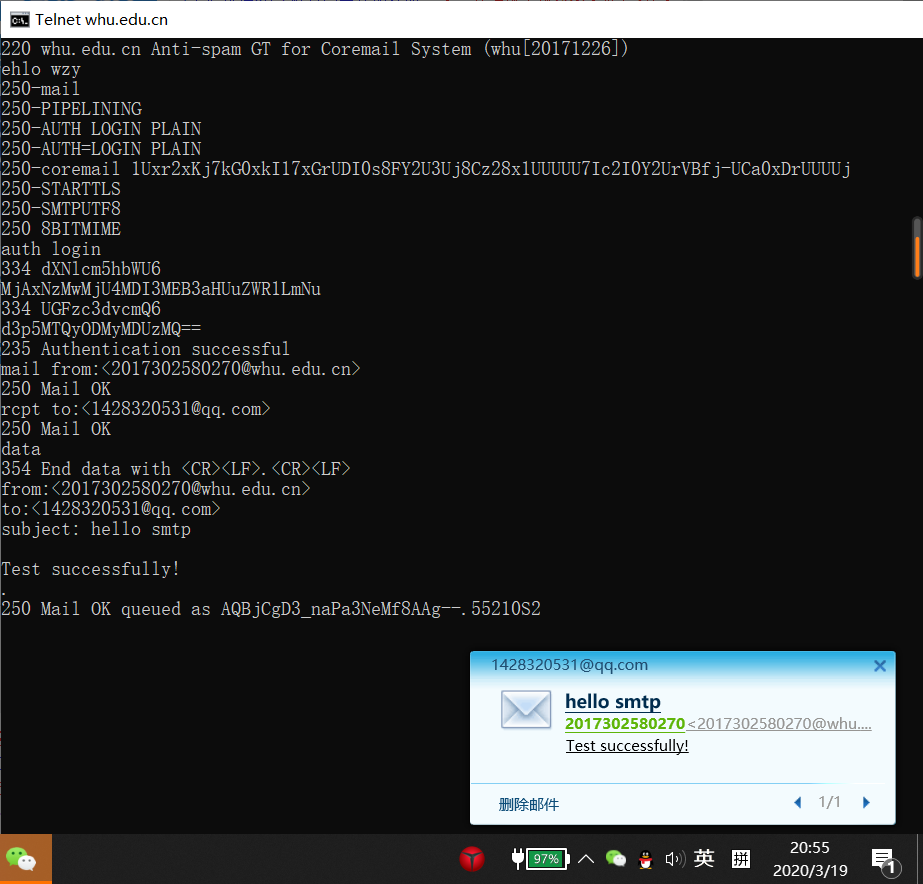 Telnet whu.edu.cn
220 whu.edu.cn Anti-spam GT for Coremail System (whu[20171226])
ehlo wzy
250-mail
250-PIPELINING
250-AUTH LOGIN PLAIN
250-AUTH=LOGIN PLAIN
250-coremail 1Uxr2xKj7kG0xkI17xGrUDI0s8FY2U3Uj8Cz28x1UUUUU7Ic2I0Y2UrVBfj-UCa0xDrUUUUj
250-STARTTLS
250-SMTPUTF8
250 8BITMIME
auth login
334 dXNlcm5hbWU6
MjAxNzMwMjU4MDI3MEB3aHUuZWR1LmNu
334 UGFzc3dvcmQ6
d3p5MTQyODMyMDUzMQ==
235 Authentication successful
mail from:<2017302580270@whu.edu.cn>
250 Mail OK
rcpt to:<1428320531@qq.com>
250 Mail OK
data
354 End data with <CR><LF>.<CR><LF>
from:<2017302580270@whu.edu.cn>
to:<1428320531@qq.com>
subject: hello smtp
Test successfully!
.
250 Mail OK queued as AQBjCgD3_naPa3NeMf8AAg--.55210S2
1428320531@qq.com
hello smtp
2017302580270<2017302580270@whu....
Test successfully!
删除邮件
1/1
97%
英
拼
20:55
2020/3/19
1